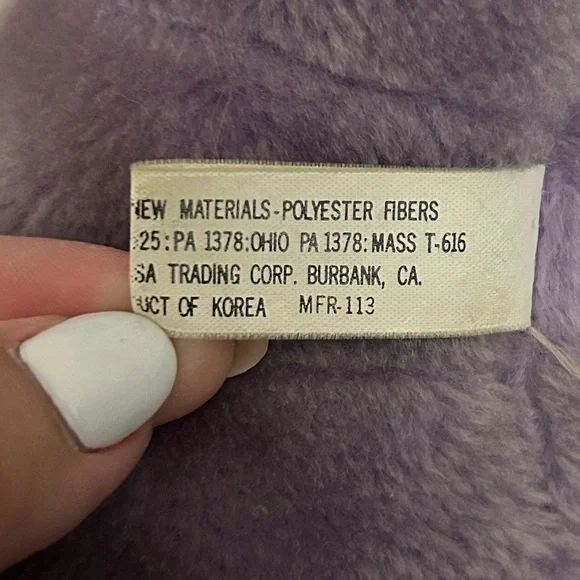 MATERIALS-POLYESTER FIBERS
25:PA 1378:OHIO PA 1378:MASS T-616
SA TRADING CORP. BURBANK, CA.
UCT OF KOREA MFR-113